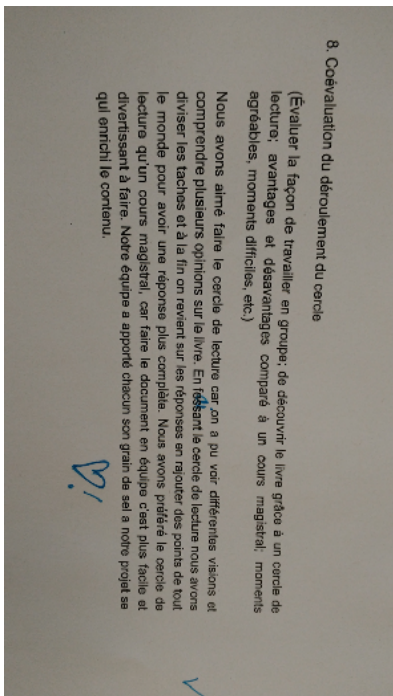 8. Coévaluation du déroulement du cercle
(Évaluer la façon de travailler en groupe; de découvrir le livre grâce à un cercle de
lecture; avantages et désavantages comparé à un cours magistral; moments
agréables, moments difficiles, etc.)
Nous avons aimé faire le cercle de lecture car on a pu voir différentes visions et
comprendre plusieurs opinions sur le livre. En fessant le cercle de lecture nous avons
diviser les taches et à la fin on revient sur les réponses en rajouter des points de tout
le monde pour avoir une réponse plus complète. Nous avons préféré le cercle de
lecture qu'un cours magistral, car faire le document en équipe c'est plus facile et
divertissant à faire. Notre équipe a apporté chacun son grain de sel a notre projet se
qui enrichi le contenu.